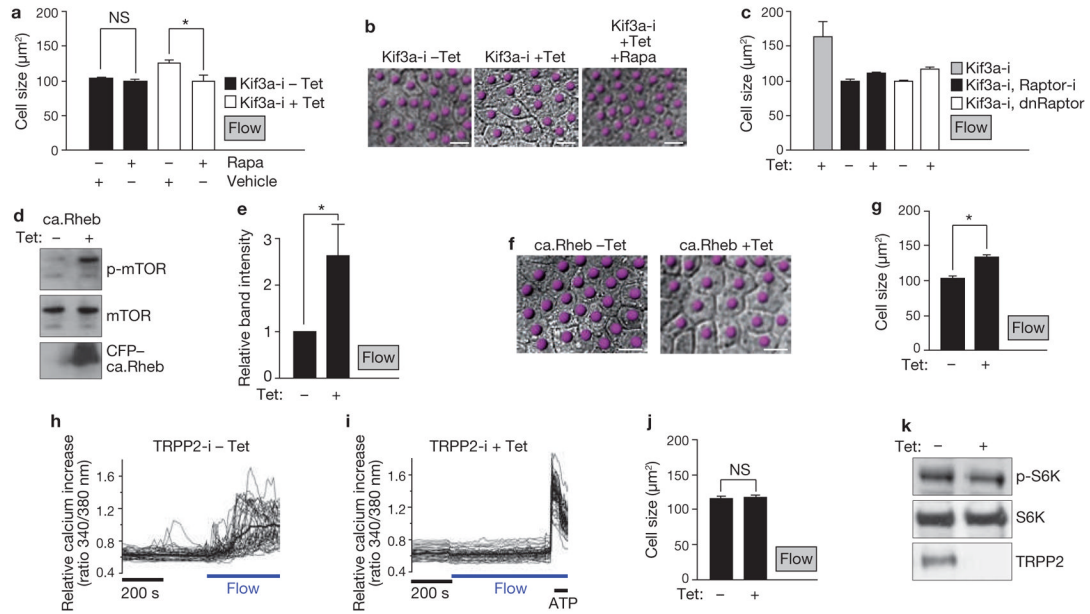 a
Cell size (µm²)
200
150
100
50
0
NS
*
Kif3a-i – Tet
Kif3a-i + Tet
Flow
– + – + Rapa
+ – + – Vehicle
b
Kif3a-i –Tet
Kif3a-i +Tet
Kif3a-i
+Tet
+Rapa
c
Cell size (µm²)
200
150
100
50
0
Kif3a-i
Kif3a-i, Raptor-i
Kif3a-i, dnRaptor
Flow
Tet: + – + – +
d
ca.Rheb
Tet: – +
p-mTOR
mTOR
CFP–
ca.Rheb
e
Relative band intensity
3
2
1
0
*
Flow
Tet: – +
f
ca.Rheb –Tet
ca.Rheb +Tet
g
Cell size (µm²)
200
150
100
50
0
*
Flow
Tet: – +
h
TRPP2-i – Tet
Relative calcium increase
(ratio 340/380 nm)
1.6
1.2
0.8
0.4
200 s
Flow
i
TRPP2-i + Tet
Relative calcium increase
(ratio 340/380 nm)
1.6
1.2
0.8
0.4
200 s
Flow
ATP
j
Cell size (µm²)
200
150
100
50
0
NS
Flow
Tet: – +
k
Tet: – +
p-S6K
S6K
TRPP2